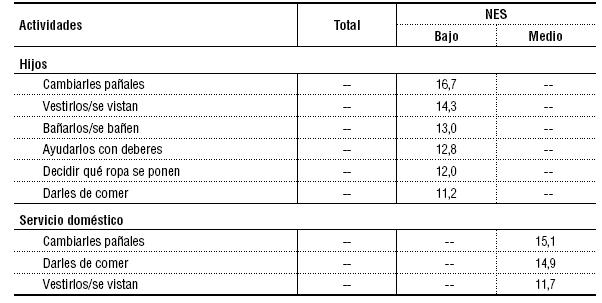 Actividades Total NES
Bajo Medio
Hijos
Cambiarles pañales -- 16,7 --
Vestirlos/se vistan -- 14,3 --
Bañarlos/se bañen -- 13,0 --
Ayudarlos con deberes -- 12,8 --
Decidir qué ropa se ponen -- 12,0 --
Darles de comer -- 11,2 --
Servicio doméstico
Cambiarles pañales -- -- 15,1
Darles de comer -- -- 14,9
Vestirlos/se vistan -- -- 11,7